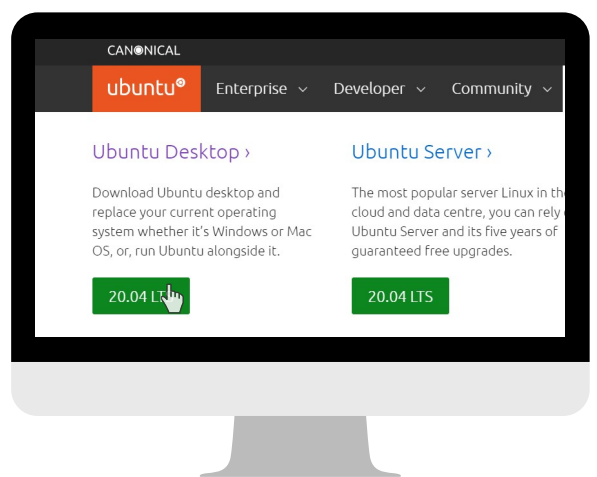 CANONICAL
ubuntu Enterprise Developer Community
Ubuntu Desktop ›
Download Ubuntu desktop and
replace your current operating
system whether it's Windows or Mac
OS, or, run Ubuntu alongside it.
20.04 LTS
Ubuntu Server ›
The most popular server Linux in the
cloud and data centre, you can rely
Ubuntu Server and its five years of
guaranteed free upgrades.
20.04 LTS